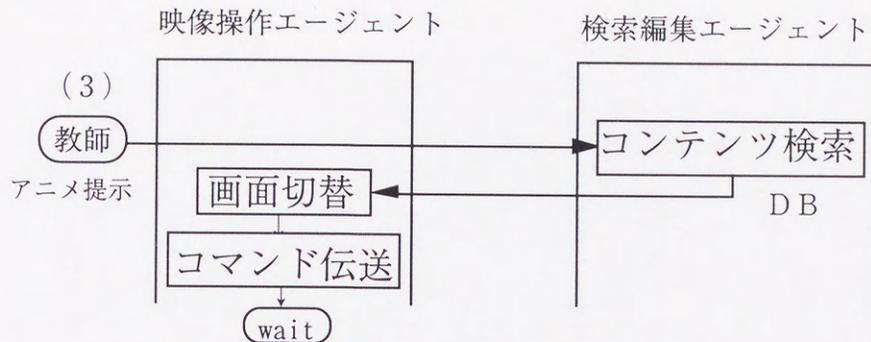 映像操作エージェント
検索編集エージェント
(3)
教師
コンテンツ検索
アニメ提示
画面切替
DB
コマンド伝送
wait